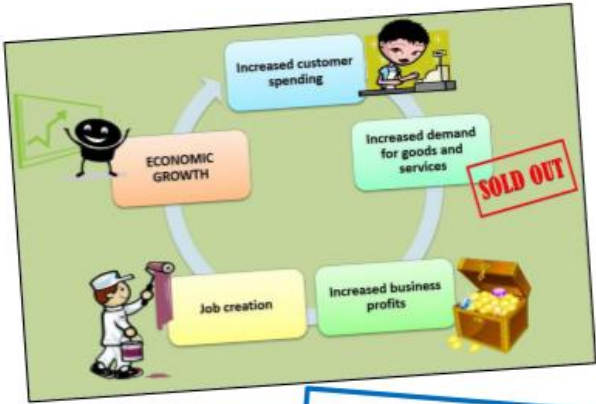 Increased customer
spending
Increased demand
for goods and
services
SOLD OUT
Increased business
profits
Job creation
ECONOMIC
GROWTH